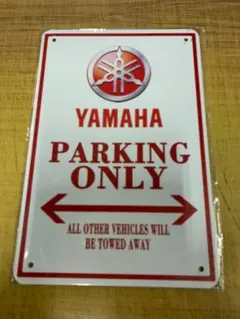 YAMAHA
PARKING
ONLY
ALL OTHER VEHICLES WILL
BE TOWED AWAY